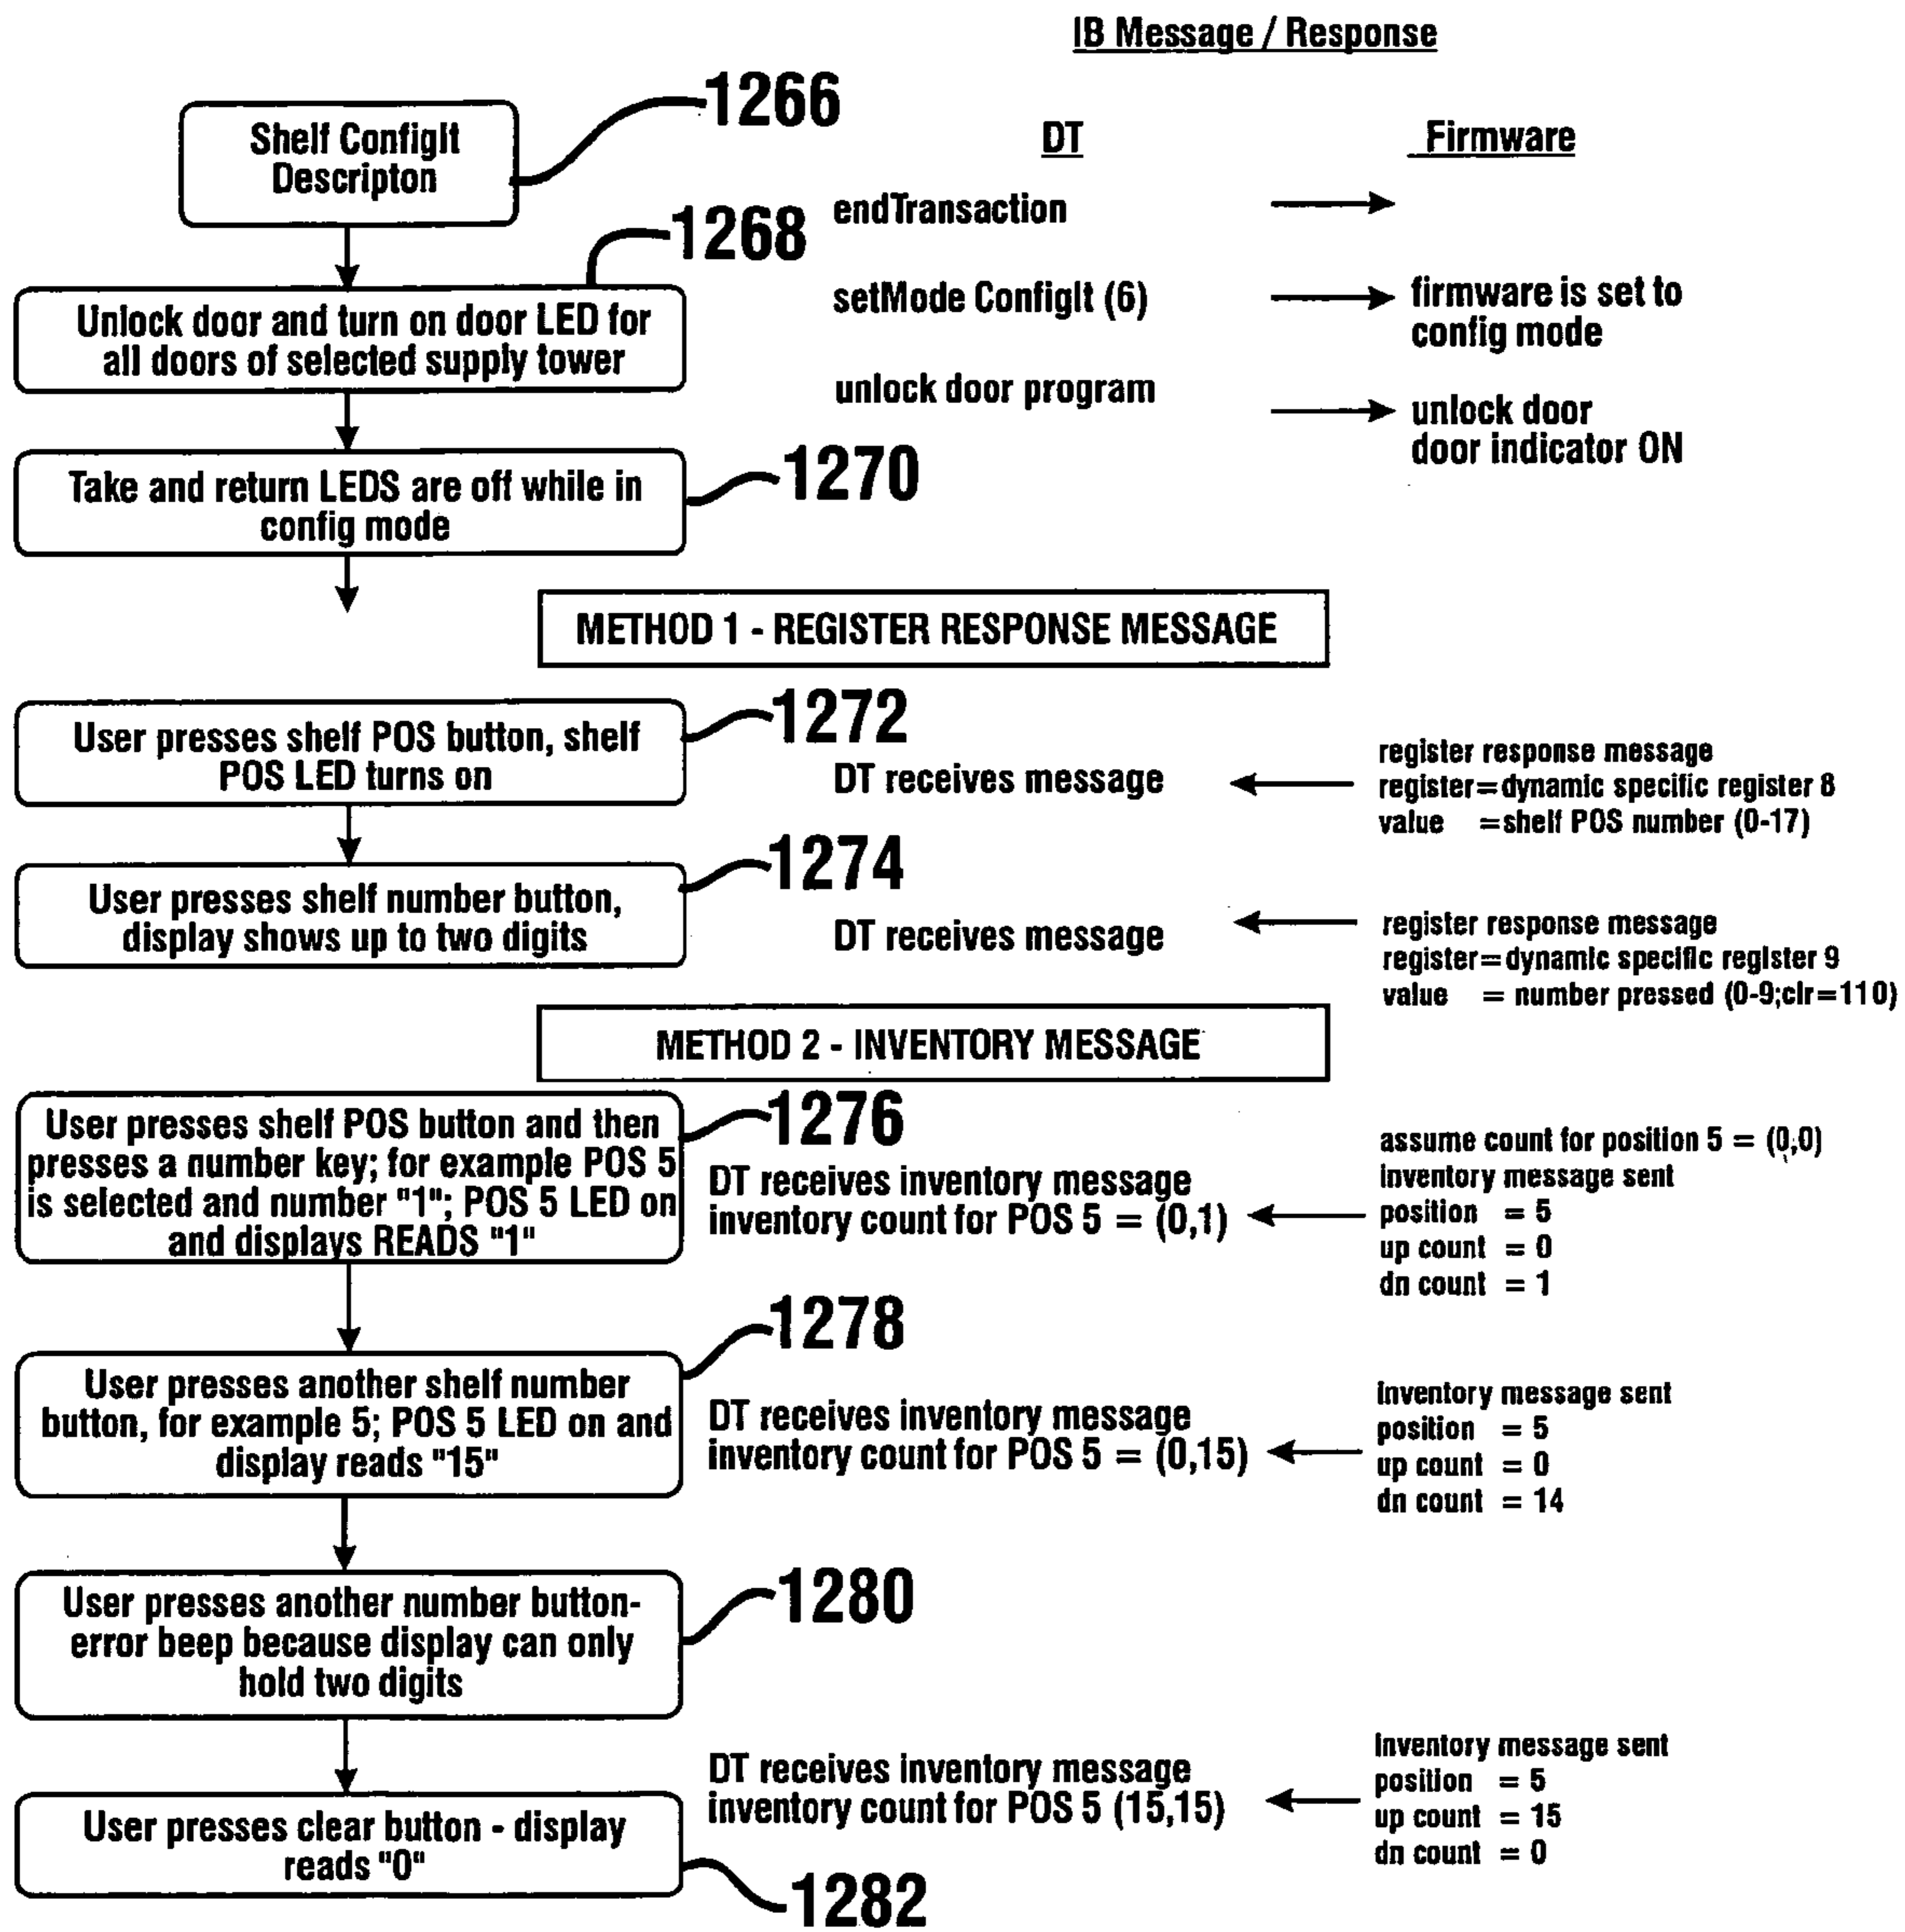 IB Message / Response
1266
Shelf ConfigIt
Descripton
DT
Firmware
endTransaction
1268
setMode ConfigIt (6)
firmware is set to
config mode
Unlock door and turn on door LED for
all doors of selected supply tower
unlock door program
unlock door
door indicator ON
1270
Take and return LEDS are off while in
config mode
METHOD 1 - REGISTER RESPONSE MESSAGE
1272
User presses shelf POS button, shelf
POS LED turns on
DT receives message
register response message
register=dynamic specific register 8
value =shelf POS number (0-17)
1274
User presses shelf number button,
display shows up to two digits
DT receives message
register response message
register=dynamic specific register 9
value = number pressed (0-9;clr=110)
METHOD 2 - INVENTORY MESSAGE
1276
User presses shelf POS button and then
presses a number key; for example POS 5
is selected and number "1"; POS 5 LED on
and displays READS "1"
DT receives inventory message
inventory count for POS 5 = (0,1)
assume count for position 5 = (0,0)
inventory message sent
position = 5
up count = 0
dn count = 1
1278
User presses another shelf number
button, for example 5; POS 5 LED on and
display reads "15"
DT receives inventory message
inventory count for POS 5 = (0,15)
inventory message sent
position = 5
up count = 0
dn count = 14
1280
User presses another number button-
error beep because display can only
hold two digits
DT receives inventory message
inventory count for POS 5 (15,15)
inventory message sent
position = 5
up count = 15
dn count = 0
User presses clear button - display
reads "0"
1282